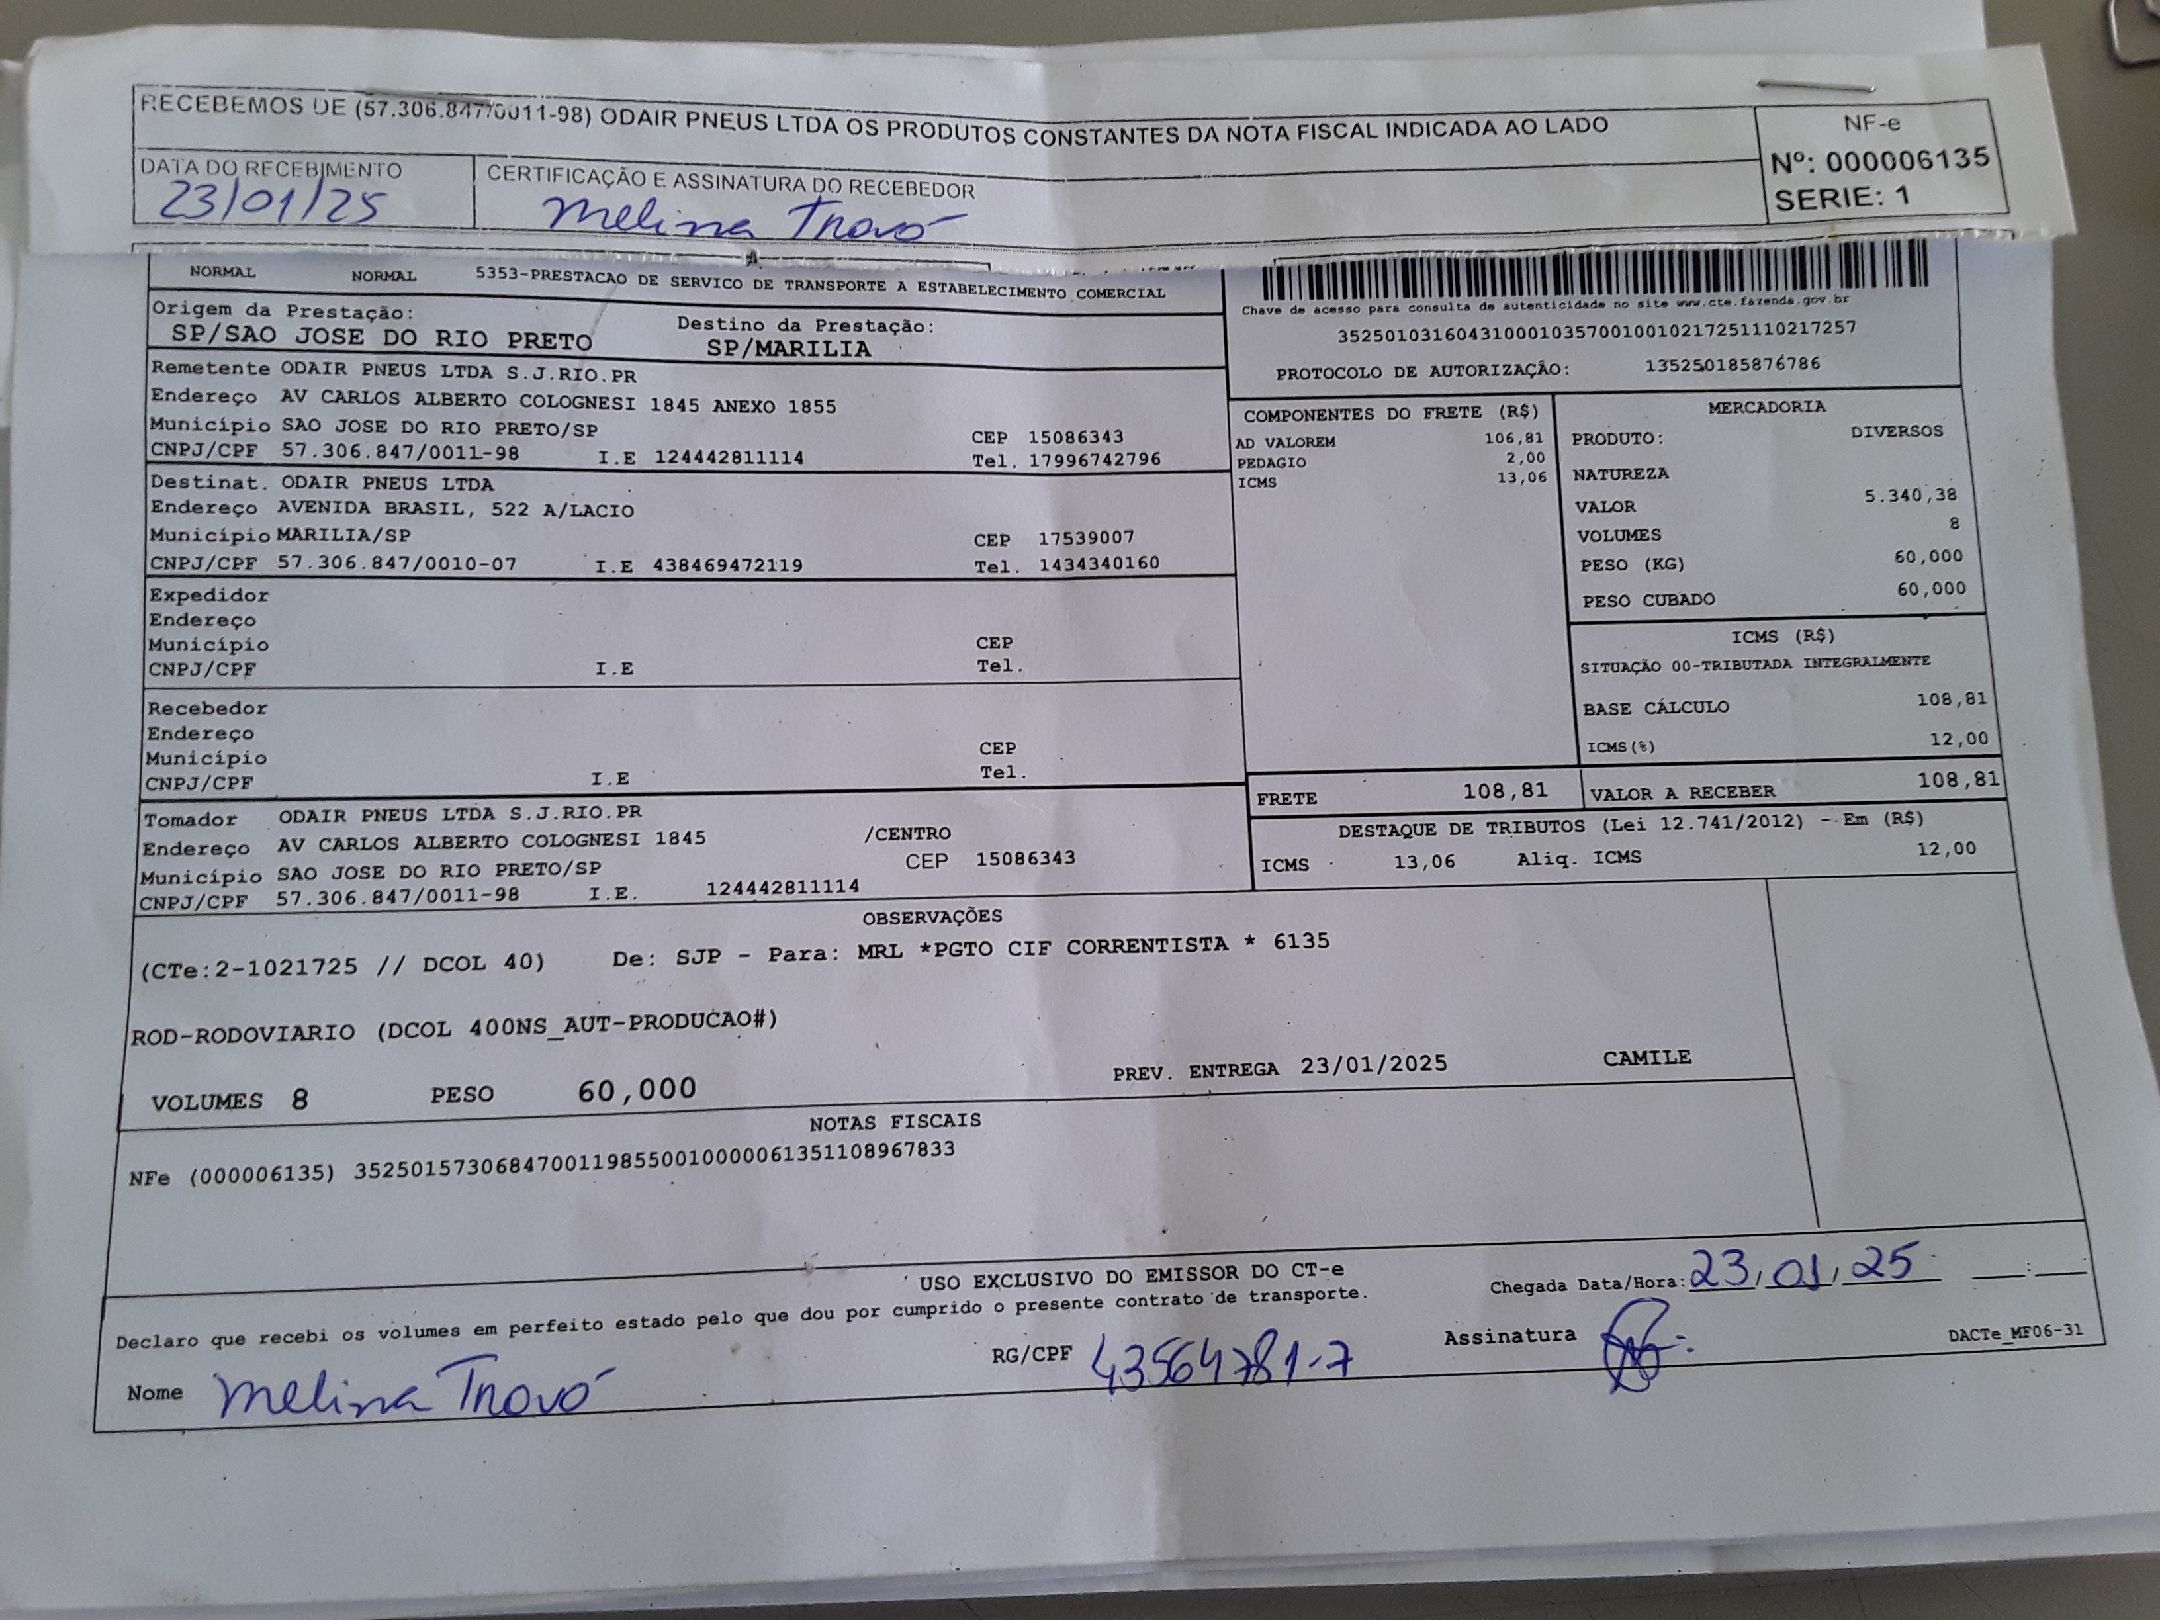 RECEBEMOS DE (57.306.847/0011-98) ODAIR PNEUS LTDA OS PRODUTOS CONSTANTES DA NOTA FISCAL INDICADA AO LADO
NF-e
Nº: 000006135
SERIE: 1
DATA DO RECEBIMENTO
23/01/25
CERTIFICAÇÃO E ASSINATURA DO RECEBEDOR
Melina Trovó
NORMAL NORMAL 5353-PRESTACAO DE SERVICO DE TRANSPORTE A ESTABELECIMENTO COMERCIAL
Origem da Prestação: Destino da Prestação:
SP/SAO JOSE DO RIO PRETO SP/MARILIA
Chave de acesso para consulta de autenticidade no site www.cte.fazenda.gov.br
35250103160431000103570010010217251110217257
PROTOCOLO DE AUTORIZAÇÃO: 135250185876786
Remetente ODAIR PNEUS LTDA S.J.RIO.PR
Endereço AV CARLOS ALBERTO COLOGNESI 1845 ANEXO 1855
Município SAO JOSE DO RIO PRETO/SP CEP 15086343
CNPJ/CPF 57.306.847/0011-98 I.E 124442811114 Tel. 17996742796
Destinat. ODAIR PNEUS LTDA
Endereço AVENIDA BRASIL, 522 A/LACIO
Município MARILIA/SP CEP 17539007
CNPJ/CPF 57.306.847/0010-07 I.E 438469472119 Tel. 1434340160
Expedidor
Endereço
Município CEP
CNPJ/CPF I.E Tel.
Recebedor
Endereço
Município CEP
CNPJ/CPF I.E Tel.
Tomador ODAIR PNEUS LTDA S.J.RIO.PR
Endereço AV CARLOS ALBERTO COLOGNESI 1845 /CENTRO
Município SAO JOSE DO RIO PRETO/SP CEP 15086343
CNPJ/CPF 57.306.847/0011-98 I.E. 124442811114
COMPONENTES DO FRETE (R$)
AD VALOREM 106,81
PEDAGIO 2,00
ICMS 13,06
MERCADORIA
PRODUTO: DIVERSOS
NATUREZA
VALOR 5.340,38
VOLUMES 8
PESO (KG) 60,000
PESO CUBADO 60,000
ICMS (R$)
SITUAÇÃO 00-TRIBUTADA INTEGRALMENTE
BASE CÁLCULO 108,81
ICMS(%) 12,00
FRETE 108,81 VALOR A RECEBER 108,81
DESTAQUE DE TRIBUTOS (Lei 12.741/2012) - Em (R$)
ICMS 13,06 Aliq. ICMS 12,00
OBSERVAÇÕES
(CTe:2-1021725 // DCOL 40) De: SJP - Para: MRL *PGTO CIF CORRENTISTA * 6135
ROD-RODOVIARIO (DCOL 400NS_AUT-PRODUCAO#)
VOLUMES 8 PESO 60,000 PREV. ENTREGA 23/01/2025 CAMILE
NOTAS FISCAIS
NFe (000006135) 35250157306847001198550010000061351108967833
USO EXCLUSIVO DO EMISSOR DO CT-e
Declaro que recebi os volumes em perfeito estado pelo que dou por cumprido o presente contrato de transporte.
Chegada Data/Hora: 23/01/25 __:__
Nome Melina Trovó RG/CPF 43564781-7 Assinatura
DACTe_MF06-31